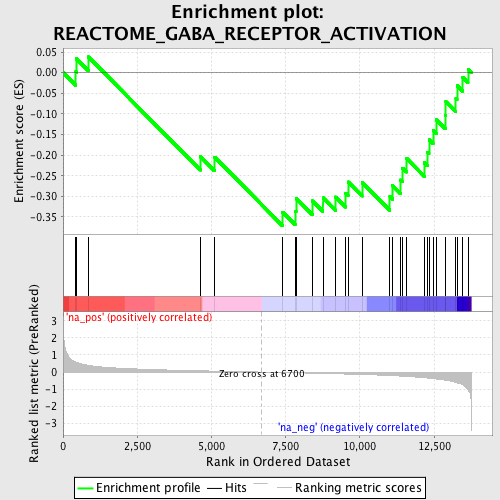 Enrichment plot:
REACTOME_GABA_RECEPTOR_ACTIVATION
Enrichment score (ES)
0.05
0.00
-0.05
-0.10
-0.15
-0.20
-0.25
-0.30
-0.35
'na_pos' (positively correlated)
Ranked list metric (PreRanked)
3
2
1
0
-1
-2
-3
Zero cross at 6700
'na_neg' (negatively correlated)
0
2,500
5,000
7,500
10,000
12,500
Rank in Ordered Dataset
Enrichment profile
Hits
Ranking metric scores